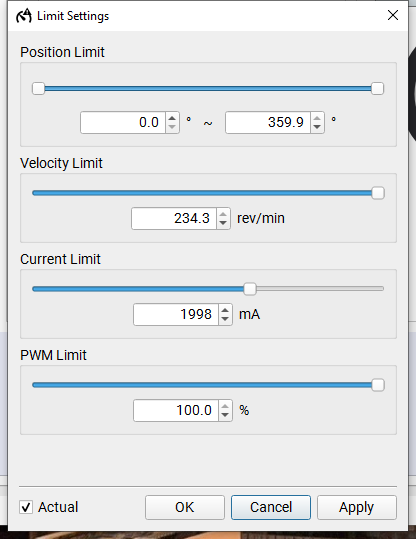 Limit Settings
Position Limit
0.0 ° ~ 359.9 °
Velocity Limit
234.3 rev/min
Current Limit
1998 mA
PWM Limit
100.0 %
Actual OK Cancel Apply